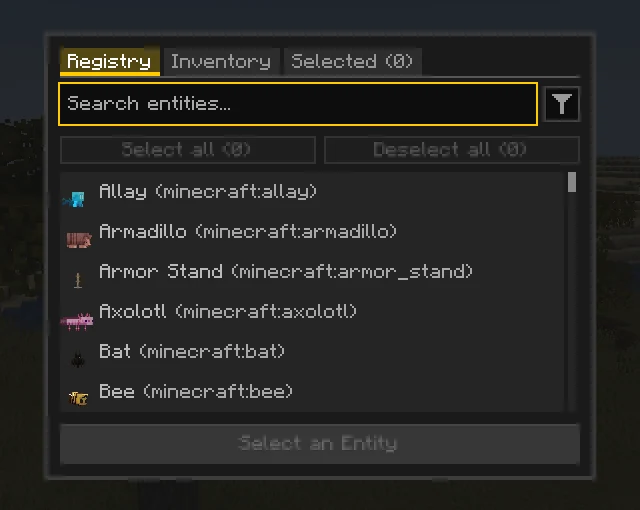 Registry Inventory Selected (0)
Search entities...
Select all (0) Deselect all (0)
Allay (minecraft:allay)
Armadillo (minecraft:armadillo)
Armor Stand (minecraft:armor_stand)
Axolotl (minecraft:axolotl)
Bat (minecraft:bat)
Bee (minecraft:bee)
Select an Entity